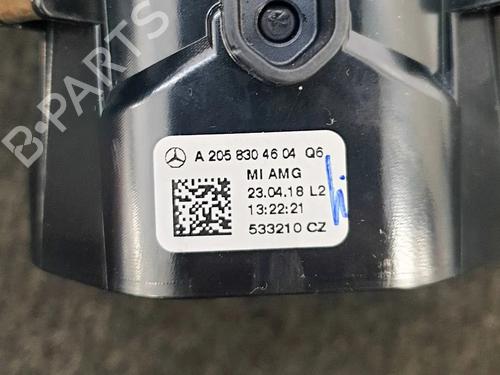 B-PARTS
A 205 830 46 04 Q6
MI AMG
23.04.18 L2
13:22:21
533210 CZ